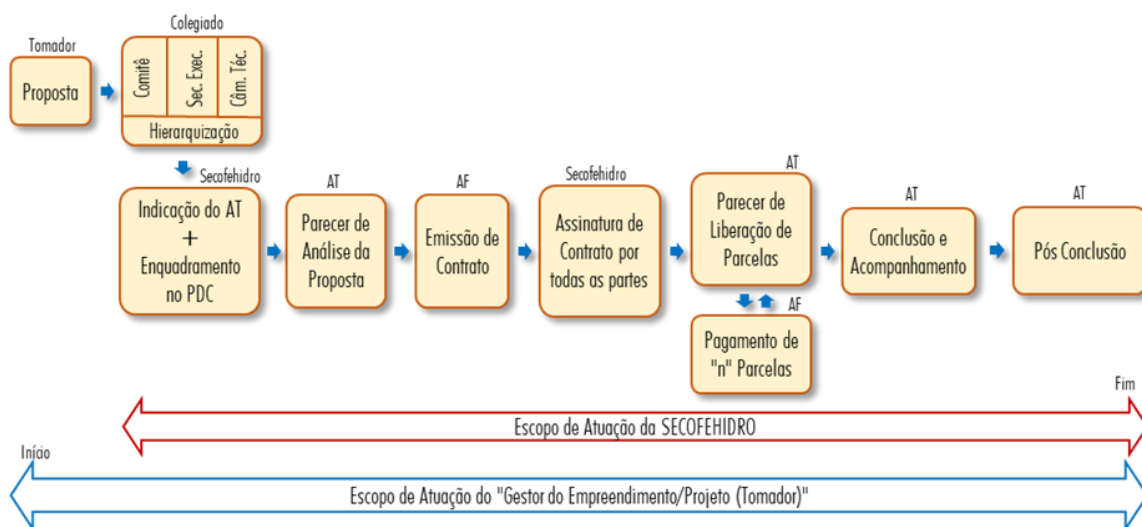 Tomador
Proposta
Colegiado
Comitê
Sec. Exec.
Câm. Téc.
Hierarquização
Secofehidro
Indicação do AT
+
Enquadramento
no PDC
AT
Parecer de
Análise da
Proposta
AF
Emissão de
Contrato
Secofehidro
Assinatura de
Contrato por
todas as partes
AT
Parecer de
Liberação de
Parcelas
AF
Pagamento de
"n" Parcelas
AT
Conclusão e
Acompanhamento
AT
Pós Conclusão
Fim
Escopo de Atuação da SECOFEHIDRO
Início
Escopo de Atuação do "Gestor do Empreendimento/Projeto (Tomador)"